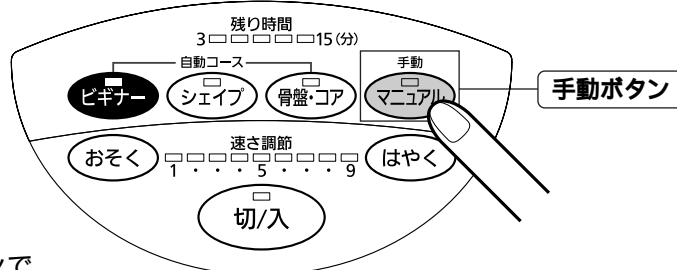 残り時間
3 15(分)
自動コース
手動
ビギナー シェイプ 骨盤・コア マニュアル
手動ボタン
おそく 速さ調節 はやく
1・・・5・・・9
切/入